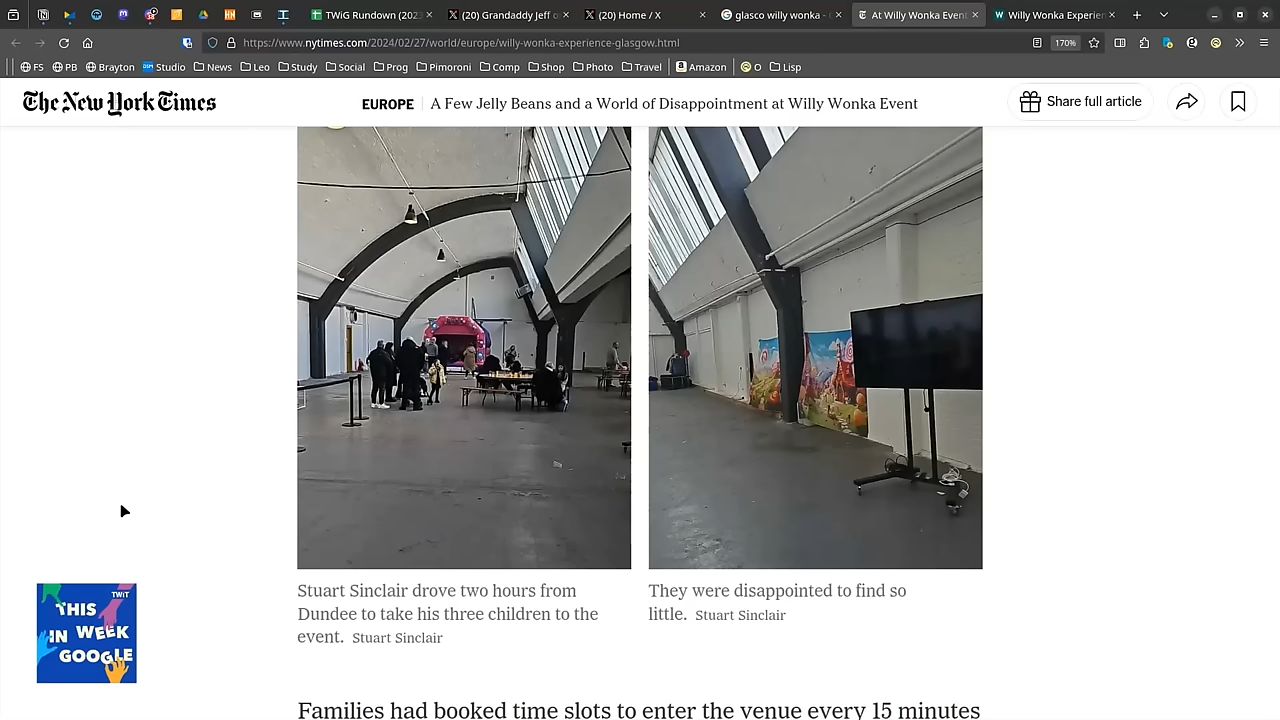 TWiG Rundown (202
(20) Grandaddy Jeff o
(20) Home / X
glasco willy wonka -
At Willy Wonka Event
Willy Wonka Experien
https://www.nytimes.com/2024/02/27/world/europe/willy-wonka-experience-glasgow.html
170%
FS PB Brayton Studio News Leo Study Social Prog Pimoroni Comp Shop Photo Travel Amazon O Lisp
The New York Times
EUROPE A Few Jelly Beans and a World of Disappointment at Willy Wonka Event
Share full article
Stuart Sinclair drove two hours from
Dundee to take his three children to the
event. Stuart Sinclair
They were disappointed to find so
little. Stuart Sinclair
TWiT
THIS
IN WEEK
GOOGLE
Families had booked time slots to enter the venue every 15 minutes